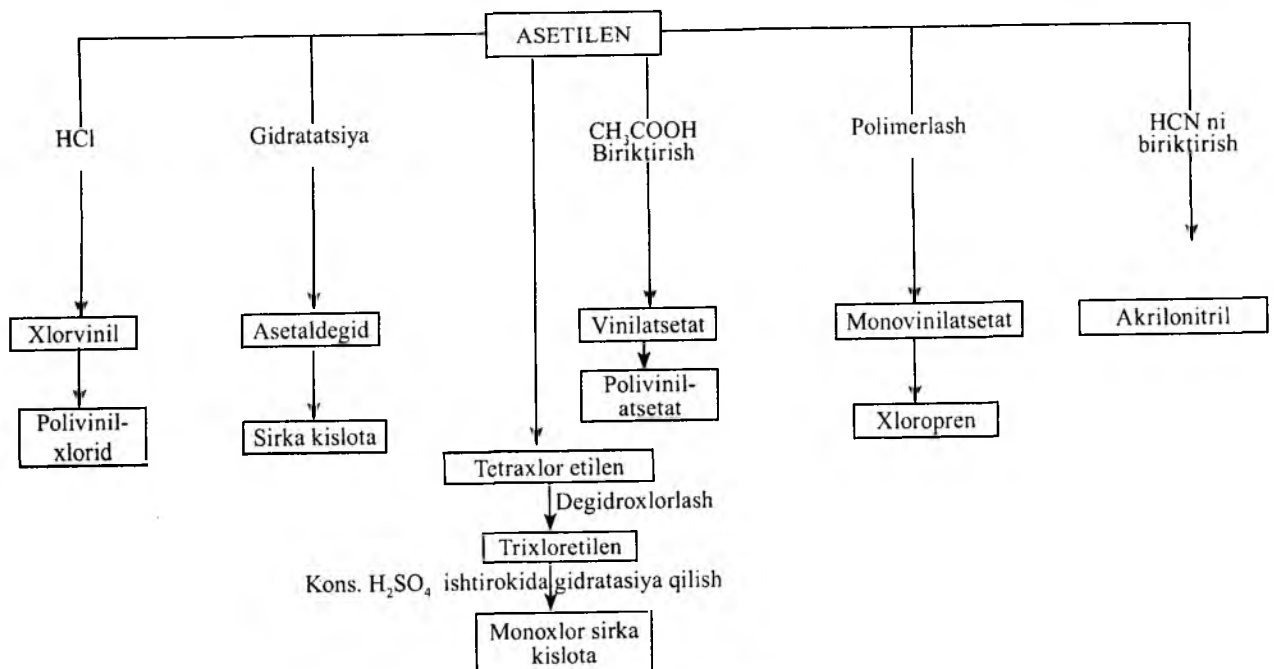 ASETILEN
HCl
Gidratatsiya
CH₃COOH
Biriktirish
Polimerlash
HCN ni
biriktirish
Xlorvinil
Asetaldegid
Vinilatsetat
Monovinilatsetat
Akrilonitril
Polivinil-
xlorid
Sirka kislota
Polivinil-
atsetat
Xloropren
Tetraxlor etilen
Degidroxlorlash
Trixloretilen
Kons. H₂SO₄ ishtirokida gidratasiya qilish
Monoxlor sirka
kislota